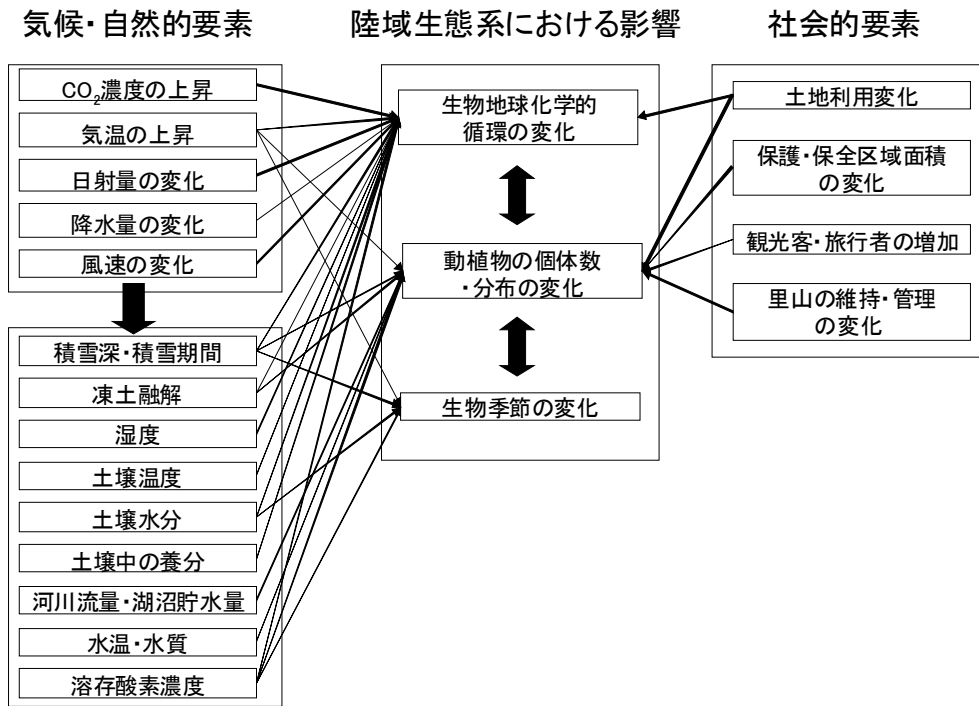 気候・自然的要素
CO₂濃度の上昇
気温の上昇
日射量の変化
降水量の変化
風速の変化
積雪深・積雪期間
凍土融解
湿度
土壌温度
土壌水分
土壌中の養分
河川流量・湖沼貯水量
水温・水質
溶存酸素濃度
陸域生態系における影響
生物地球化学的
循環の変化
動植物の個体数
・分布の変化
生物季節の変化
社会的要素
土地利用変化
保護・保全区域面積
の変化
観光客・旅行者の増加
里山の維持・管理
の変化